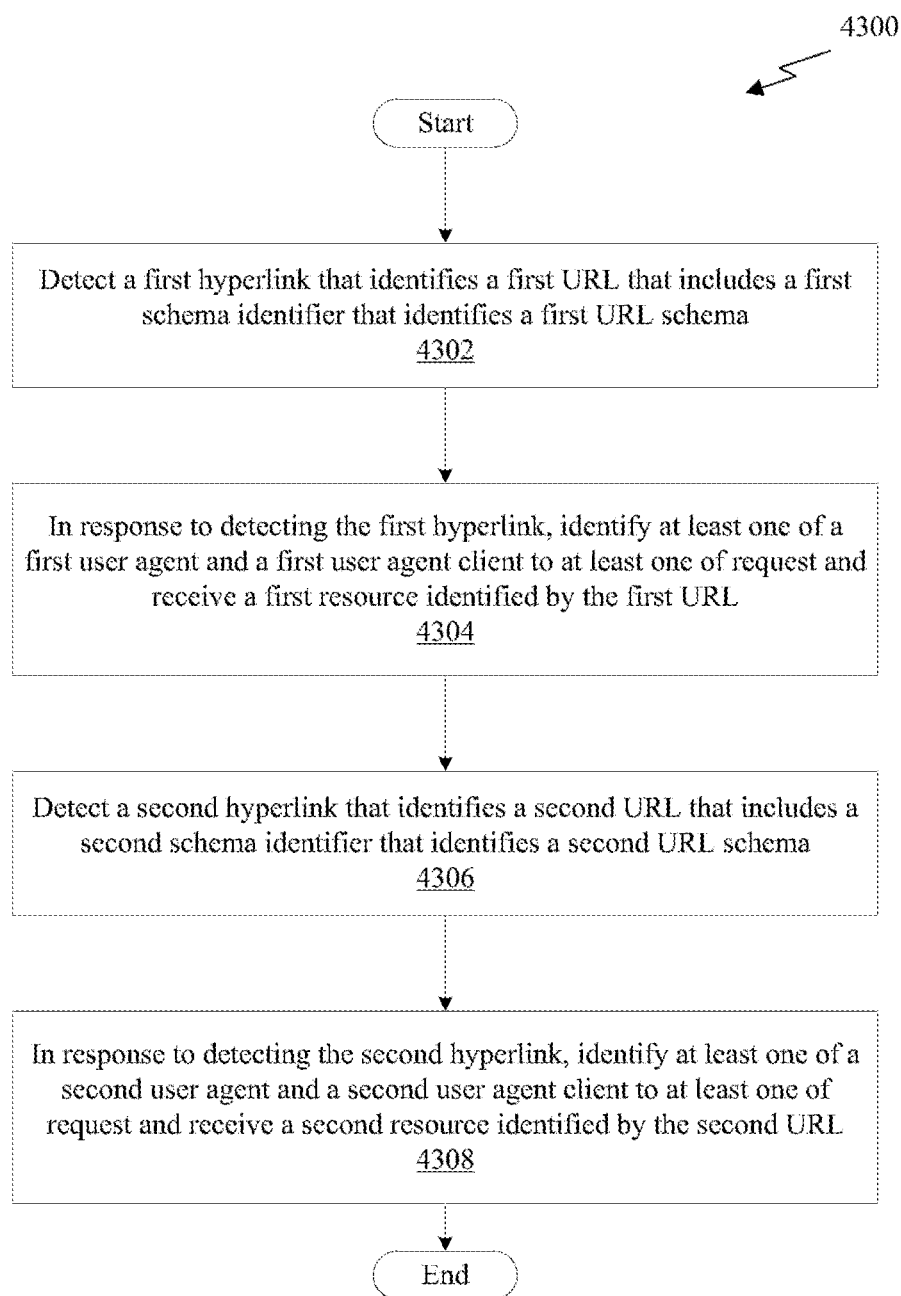 4300
Start
Detect a first hyperlink that identifies a first URL that includes a first
schema identifier that identifies a first URL schema
4302
In response to detecting the first hyperlink, identify at least one of a
first user agent and a first user agent client to at least one of request and
receive a first resource identified by the first URL
4304
Detect a second hyperlink that identifies a second URL that includes a
second schema identifier that identifies a second URL schema
4306
In response to detecting the second hyperlink, identify at least one of a
second user agent and a second user agent client to at least one of
request and receive a second resource identified by the second URL
4308
End